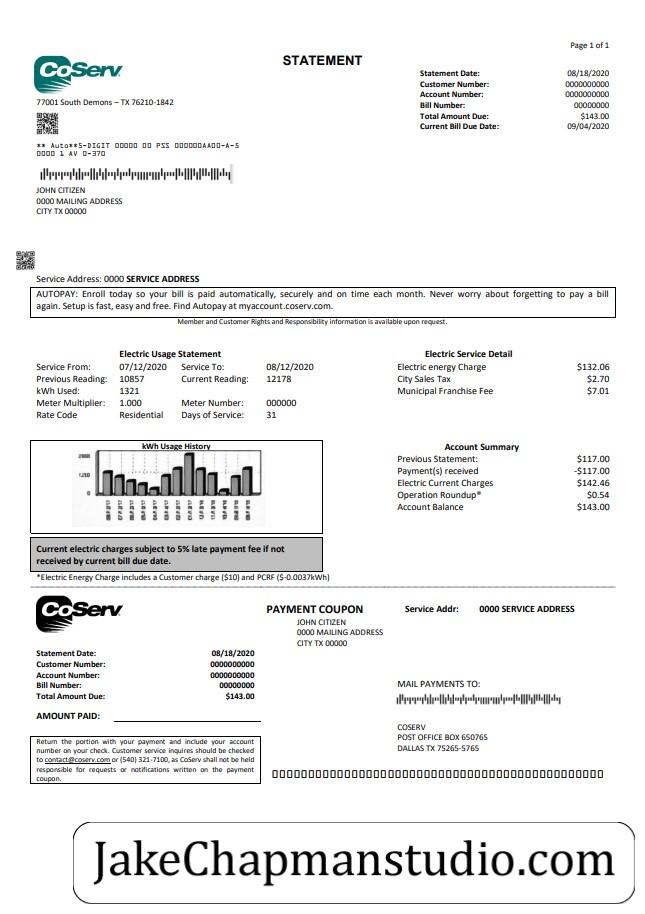 Page 1 of 1
STATEMENT
CoServ
77001 South Demons – TX 76210-1842
Statement Date: 08/18/2020
Customer Number: 0000000000
Account Number: 0000000000
Bill Number: 00000000
Total Amount Due: $143.00
Current Bill Due Date: 09/04/2020
** Auto**5-DIGIT 00000 00 PSS 000000AA00-A-5
0000 1 AV 0-370
JOHN CITIZEN
0000 MAILING ADDRESS
CITY TX 00000
Service Address: 0000 SERVICE ADDRESS
AUTOPAY: Enroll today so your bill is paid automatically, securely and on time each month. Never worry about forgetting to pay a bill
again. Setup is fast, easy and free. Find Autopay at myaccount.coserv.com.
Member and Customer Rights and Responsibility information is available upon request.
Electric Usage Statement
Service From: 07/12/2020 Service To: 08/12/2020
Previous Reading: 10857 Current Reading: 12178
kWh Used: 1321
Meter Multiplier: 1.000 Meter Number: 000000
Rate Code Residential Days of Service: 31
Electric Service Detail
Electric energy Charge $132.06
City Sales Tax $2.70
Municipal Franchise Fee $7.01
kWh Usage History
0
Account Summary
Previous Statement: $117.00
Payment(s) received -$117.00
Electric Current Charges $142.46
Operation Roundup® $0.54
Account Balance $143.00
Current electric charges subject to 5% late payment fee if not
received by current bill due date.
*Electric Energy Charge includes a Customer charge ($10) and PCRF ($-0.0037kWh)
CoServ
PAYMENT COUPON
JOHN CITIZEN
0000 MAILING ADDRESS
CITY TX 00000
Service Addr: 0000 SERVICE ADDRESS
Statement Date: 08/18/2020
Customer Number: 0000000000
Account Number: 0000000000
Bill Number: 00000000
Total Amount Due: $143.00
AMOUNT PAID:
MAIL PAYMENTS TO:
COSERV
POST OFFICE BOX 650765
DALLAS TX 75265-5765
Return the portion with your payment and include your account
number on your check. Customer service inquires should be checked
to contact@coserv.com or (540) 321-7100, as CoServ shall not be held
responsible for requests or notifications written on the payment
coupon.
JakeChapmanstudio.com